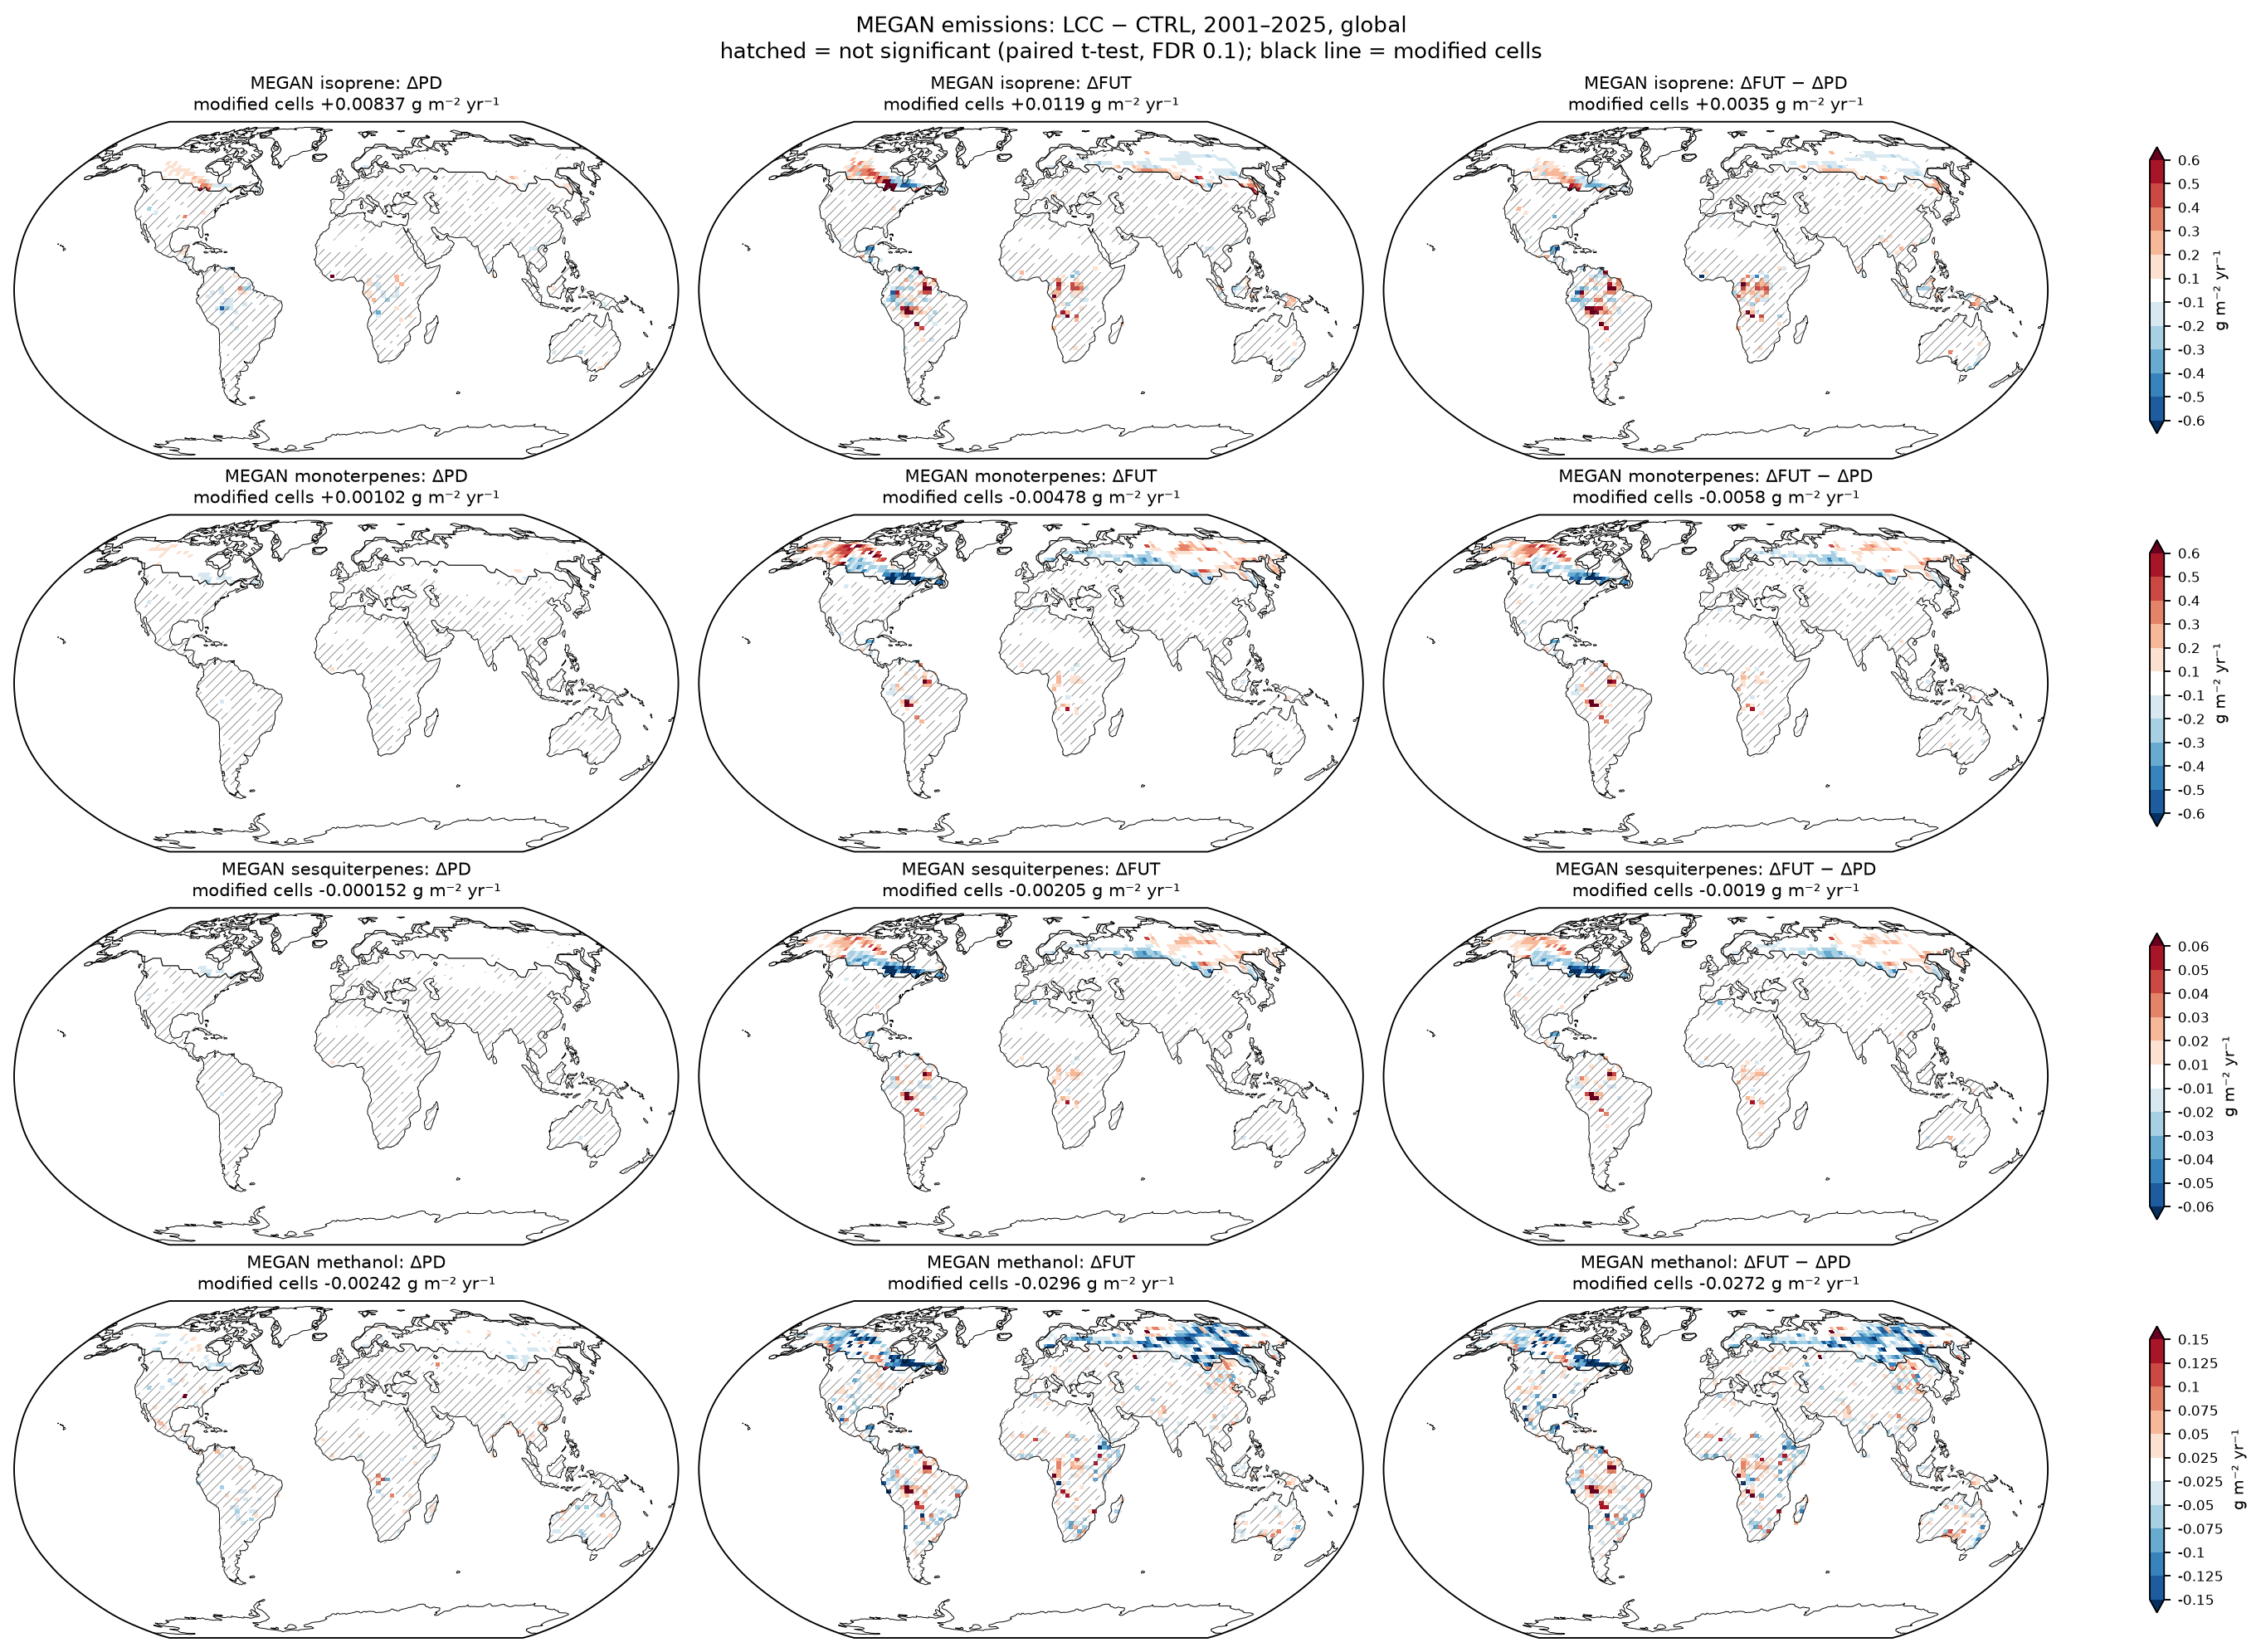 MEGAN emissions: LCC − CTRL, 2001–2025, global
hatched = not significant (paired t-test, FDR 0.1); black line = modified cells
MEGAN isoprene: ΔPD
modified cells +0.00837 g m⁻² yr⁻¹
MEGAN isoprene: ΔFUT
modified cells +0.0119 g m⁻² yr⁻¹
MEGAN isoprene: ΔFUT − ΔPD
modified cells +0.0035 g m⁻² yr⁻¹
0.6
0.5
0.4
0.3
0.2
0.1
-0.1
-0.2
-0.3
-0.4
-0.5
-0.6
g m⁻² yr⁻¹
MEGAN monoterpenes: ΔPD
modified cells +0.00102 g m⁻² yr⁻¹
MEGAN monoterpenes: ΔFUT
modified cells -0.00478 g m⁻² yr⁻¹
MEGAN monoterpenes: ΔFUT − ΔPD
modified cells -0.0058 g m⁻² yr⁻¹
0.6
0.5
0.4
0.3
0.2
0.1
-0.1
-0.2
-0.3
-0.4
-0.5
-0.6
g m⁻² yr⁻¹
MEGAN sesquiterpenes: ΔPD
modified cells -0.000152 g m⁻² yr⁻¹
MEGAN sesquiterpenes: ΔFUT
modified cells -0.00205 g m⁻² yr⁻¹
MEGAN sesquiterpenes: ΔFUT − ΔPD
modified cells -0.0019 g m⁻² yr⁻¹
0.06
0.05
0.04
0.03
0.02
0.01
-0.01
-0.02
-0.03
-0.04
-0.05
-0.06
g m⁻² yr⁻¹
MEGAN methanol: ΔPD
modified cells -0.00242 g m⁻² yr⁻¹
MEGAN methanol: ΔFUT
modified cells -0.0296 g m⁻² yr⁻¹
MEGAN methanol: ΔFUT − ΔPD
modified cells -0.0272 g m⁻² yr⁻¹
0.15
0.125
0.1
0.075
0.05
0.025
-0.025
-0.05
-0.075
-0.1
-0.125
-0.15
g m⁻² yr⁻¹